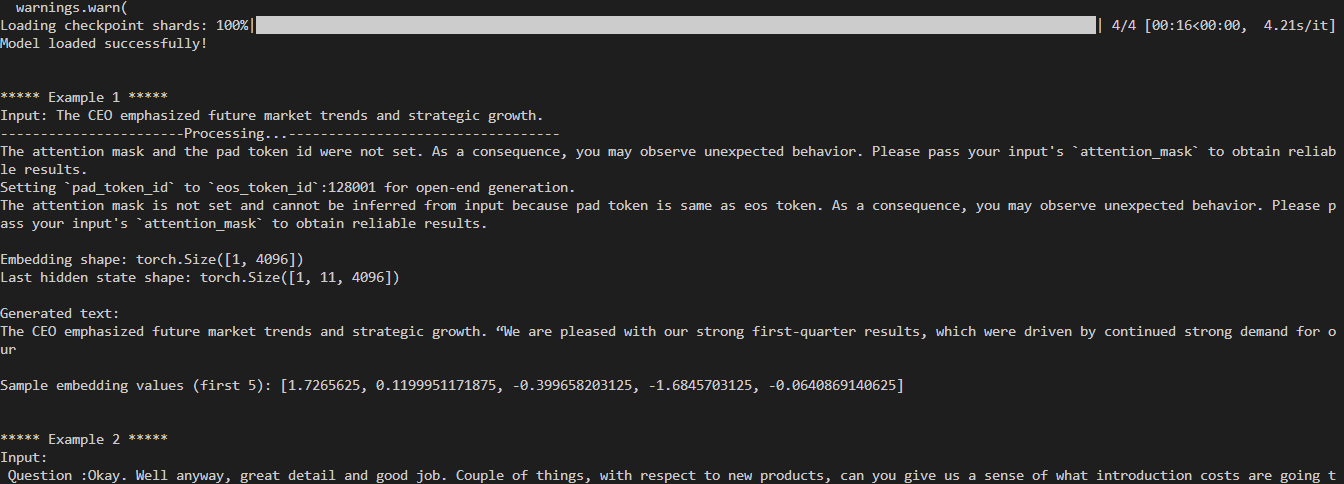 warnings.warn(
Loading checkpoint shards: 100%| | 4/4 [00:16<00:00,  4.21s/it]
Model loaded successfully!
***** Example 1 *****
Input: The CEO emphasized future market trends and strategic growth.
-----------------------Processing...----------------------------------
The attention mask and the pad token id were not set. As a consequence, you may observe unexpected behavior. Please pass your input's `attention_mask` to obtain reliab
le results.
Setting `pad_token_id` to `eos_token_id`:128001 for open-end generation.
The attention mask is not set and cannot be inferred from input because pad token is same as eos token. As a consequence, you may observe unexpected behavior. Please p
ass your input's `attention_mask` to obtain reliable results.
Embedding shape: torch.Size([1, 4096])
Last hidden state shape: torch.Size([1, 11, 4096])
Generated text:
The CEO emphasized future market trends and strategic growth. “We are pleased with our strong first-quarter results, which were driven by continued strong demand for o
ur
Sample embedding values (first 5): [1.7265625, 0.1199951171875, -0.399658203125, -1.6845703125, -0.0640869140625]
***** Example 2 *****
Input:
Question :Okay. Well anyway, great detail and good job. Couple of things, with respect to new products, can you give us a sense of what introduction costs are going t